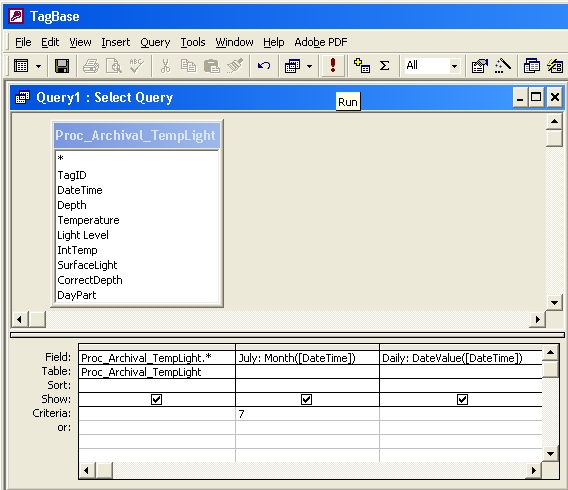 TagBase
File Edit View Insert Query Tools Window Help Adobe PDF
All
Query1 : Select Query
Run
Proc_Archival_TempLight
*
TagID
DateTime
Depth
Temperature
Light Level
IntTemp
SurfaceLight
CorrectDepth
DayPart
Field: Proc_Archival_TempLight.* July: Month([DateTime]) Daily: DateValue([DateTime])
Table: Proc_Archival_TempLight
Sort:
Show:
Criteria: 7
or: